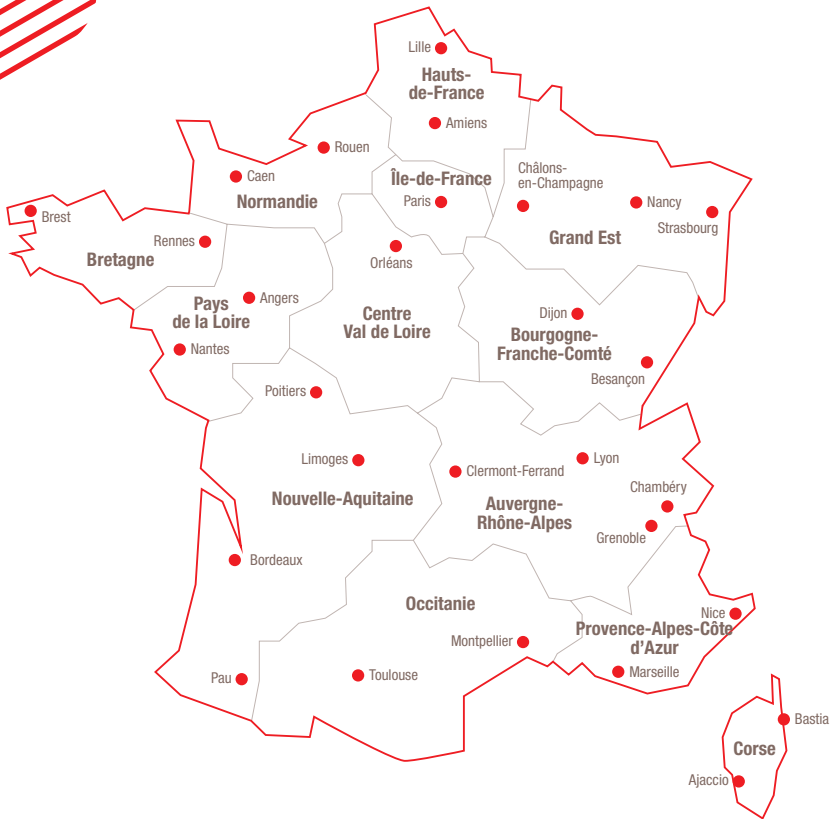 Lille
Hauts-
de-France
Amiens
Rouen
Caen
Normandie
Île-de-France
Paris
Châlons-
en-Champagne
Nancy
Strasbourg
Grand Est
Brest
Rennes
Bretagne
Orléans
Angers
Pays
de la Loire
Nantes
Centre
Val de Loire
Dijon
Bourgogne-
Franche-Comté
Besançon
Poitiers
Limoges
Nouvelle-Aquitaine
Clermont-Ferrand
Lyon
Auvergne-
Rhône-Alpes
Chambéry
Grenoble
Bordeaux
Occitanie
Montpellier
Nice
Provence-Alpes-Côte
d'Azur
Marseille
Pau
Toulouse
Bastia
Corse
Ajaccio